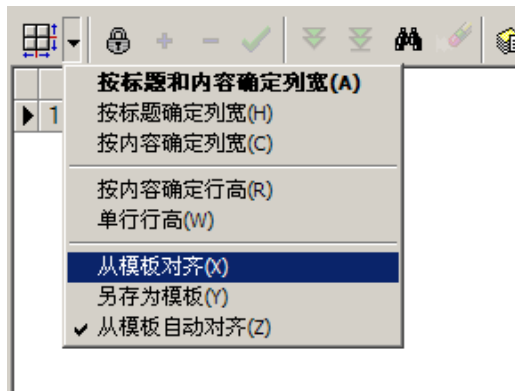 按标题和内容确定列宽(A)
1
按标题确定列宽(H)
按内容确定列宽(C)
按内容确定行高(R)
单行行高(W)
从模板对齐(X)
另存为模板(Y)
从模板自动对齐(Z)